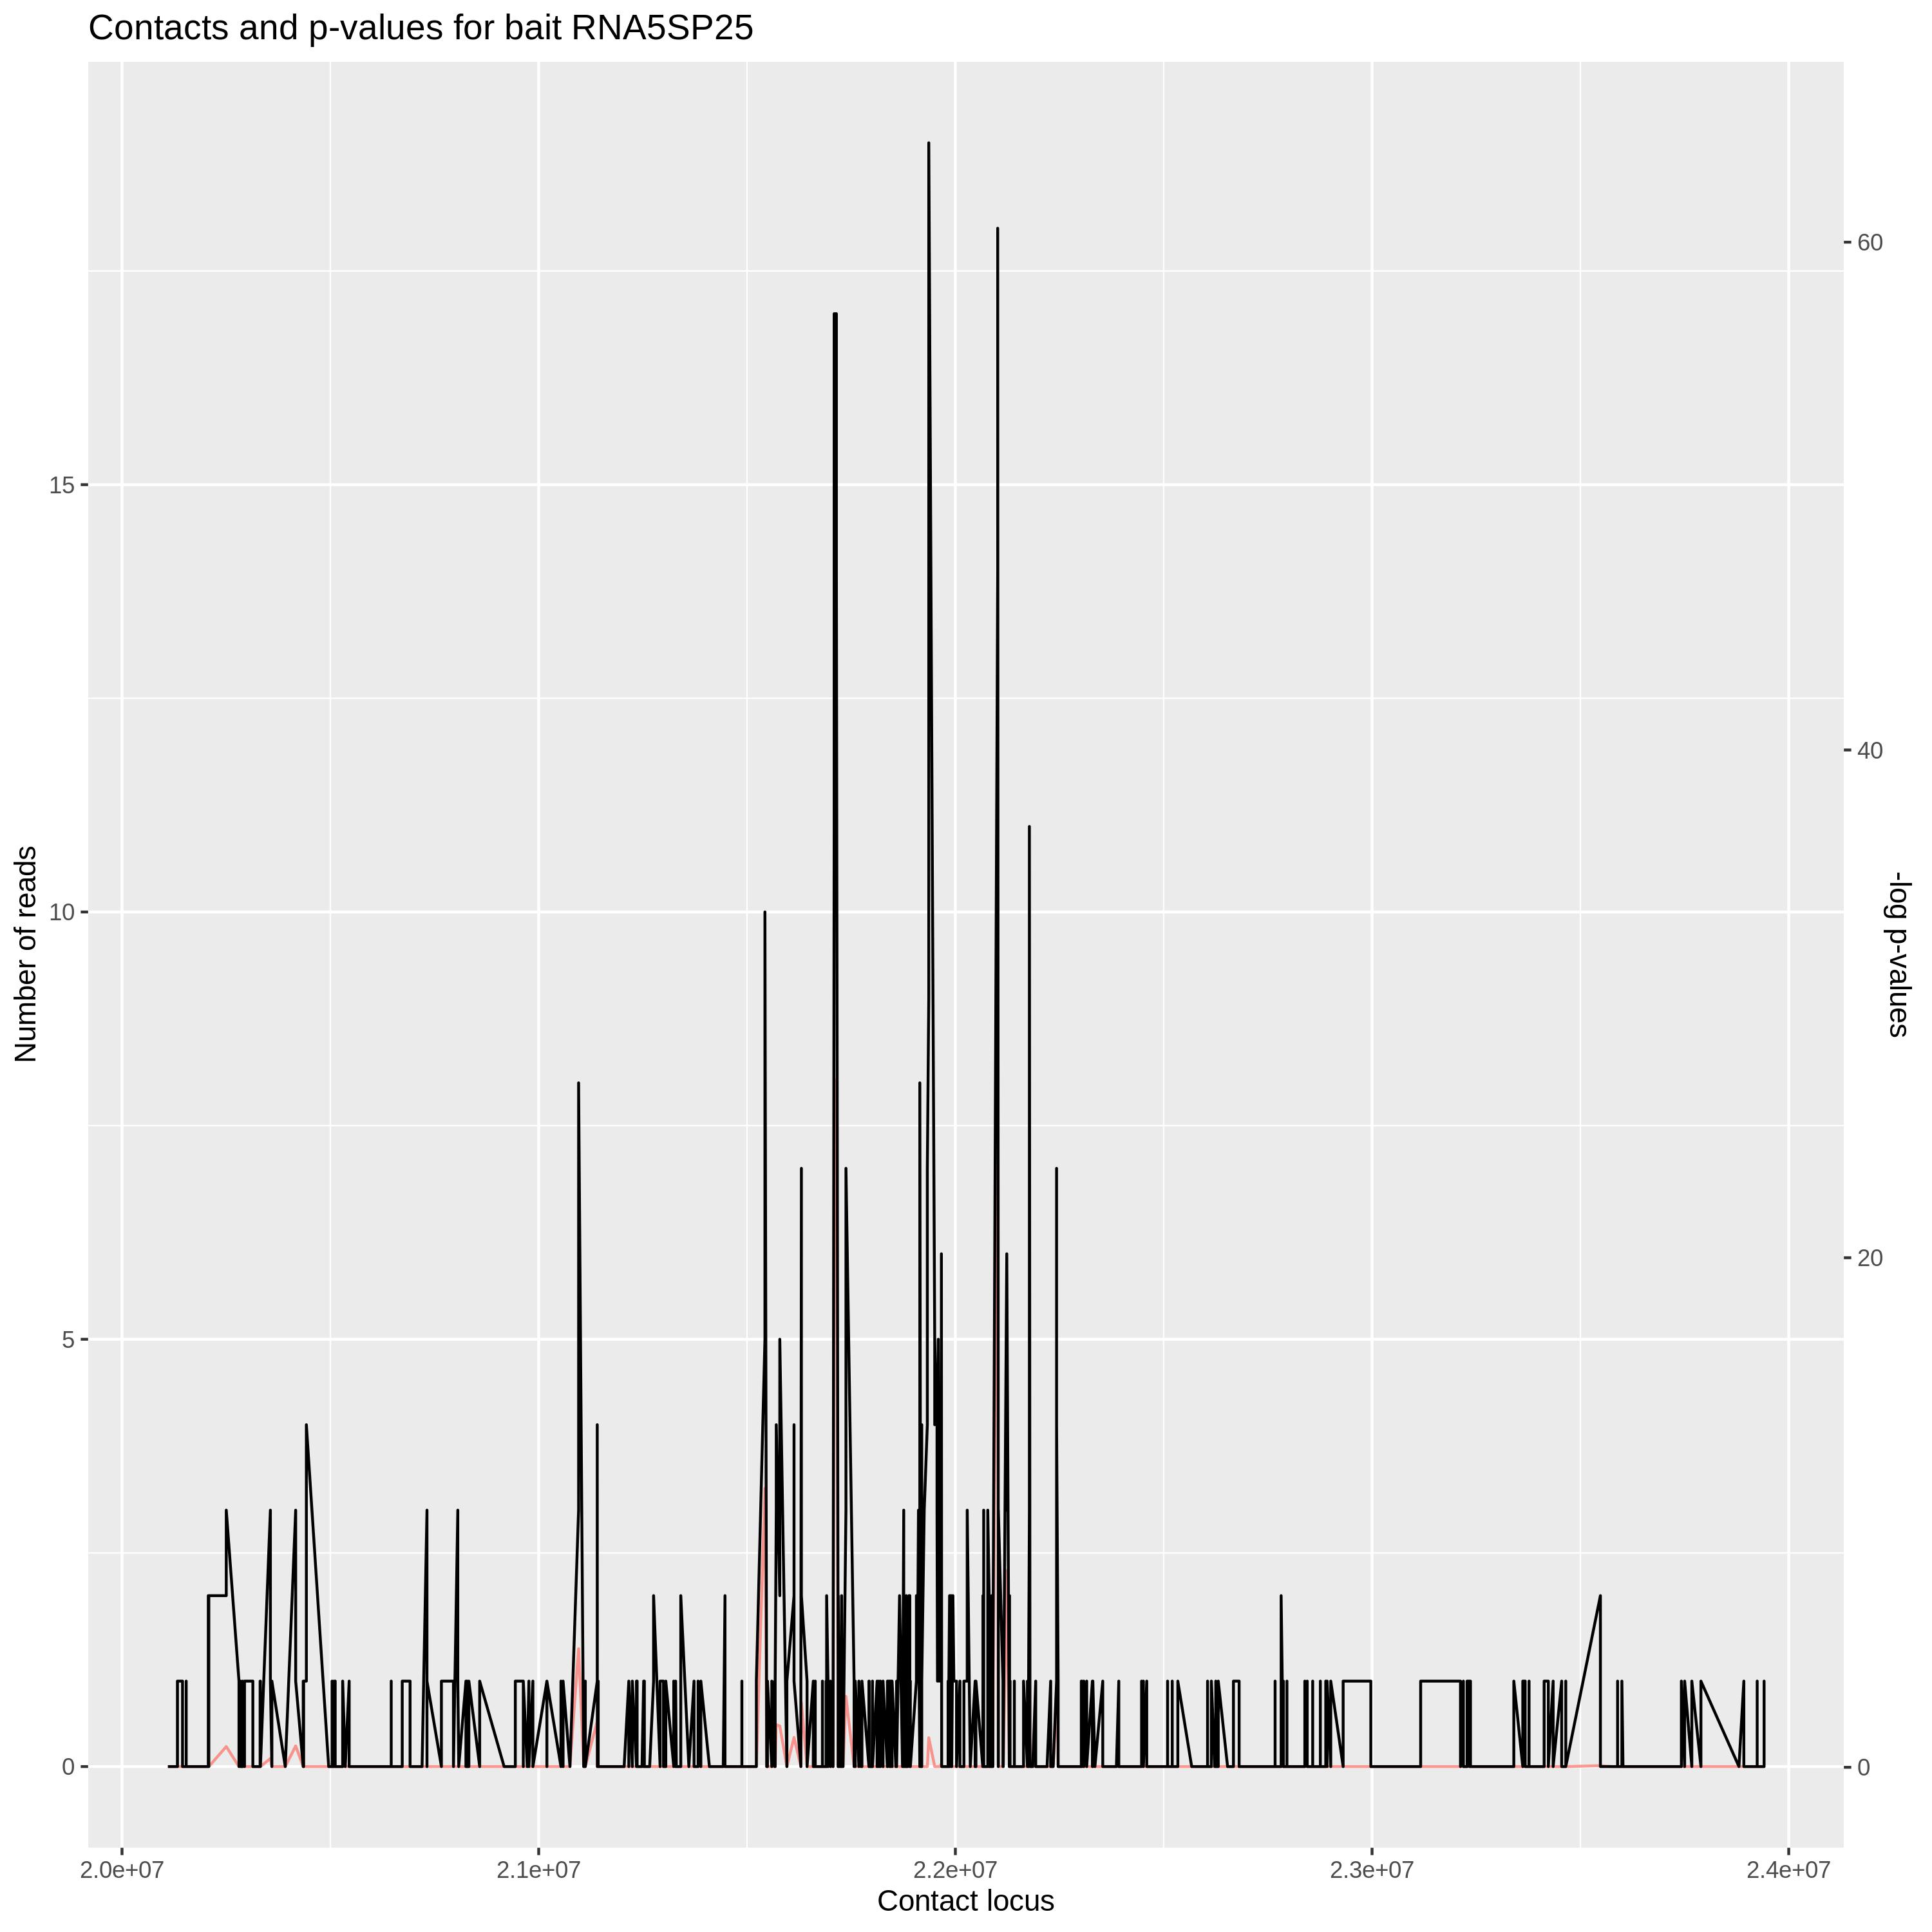 Contacts and p-values for bait RNA5SP25
Number of reads
15
10
5
0
60
40
20
0
-log p-values
2.0e+07 2.1e+07 2.2e+07 2.3e+07 2.4e+07
Contact locus